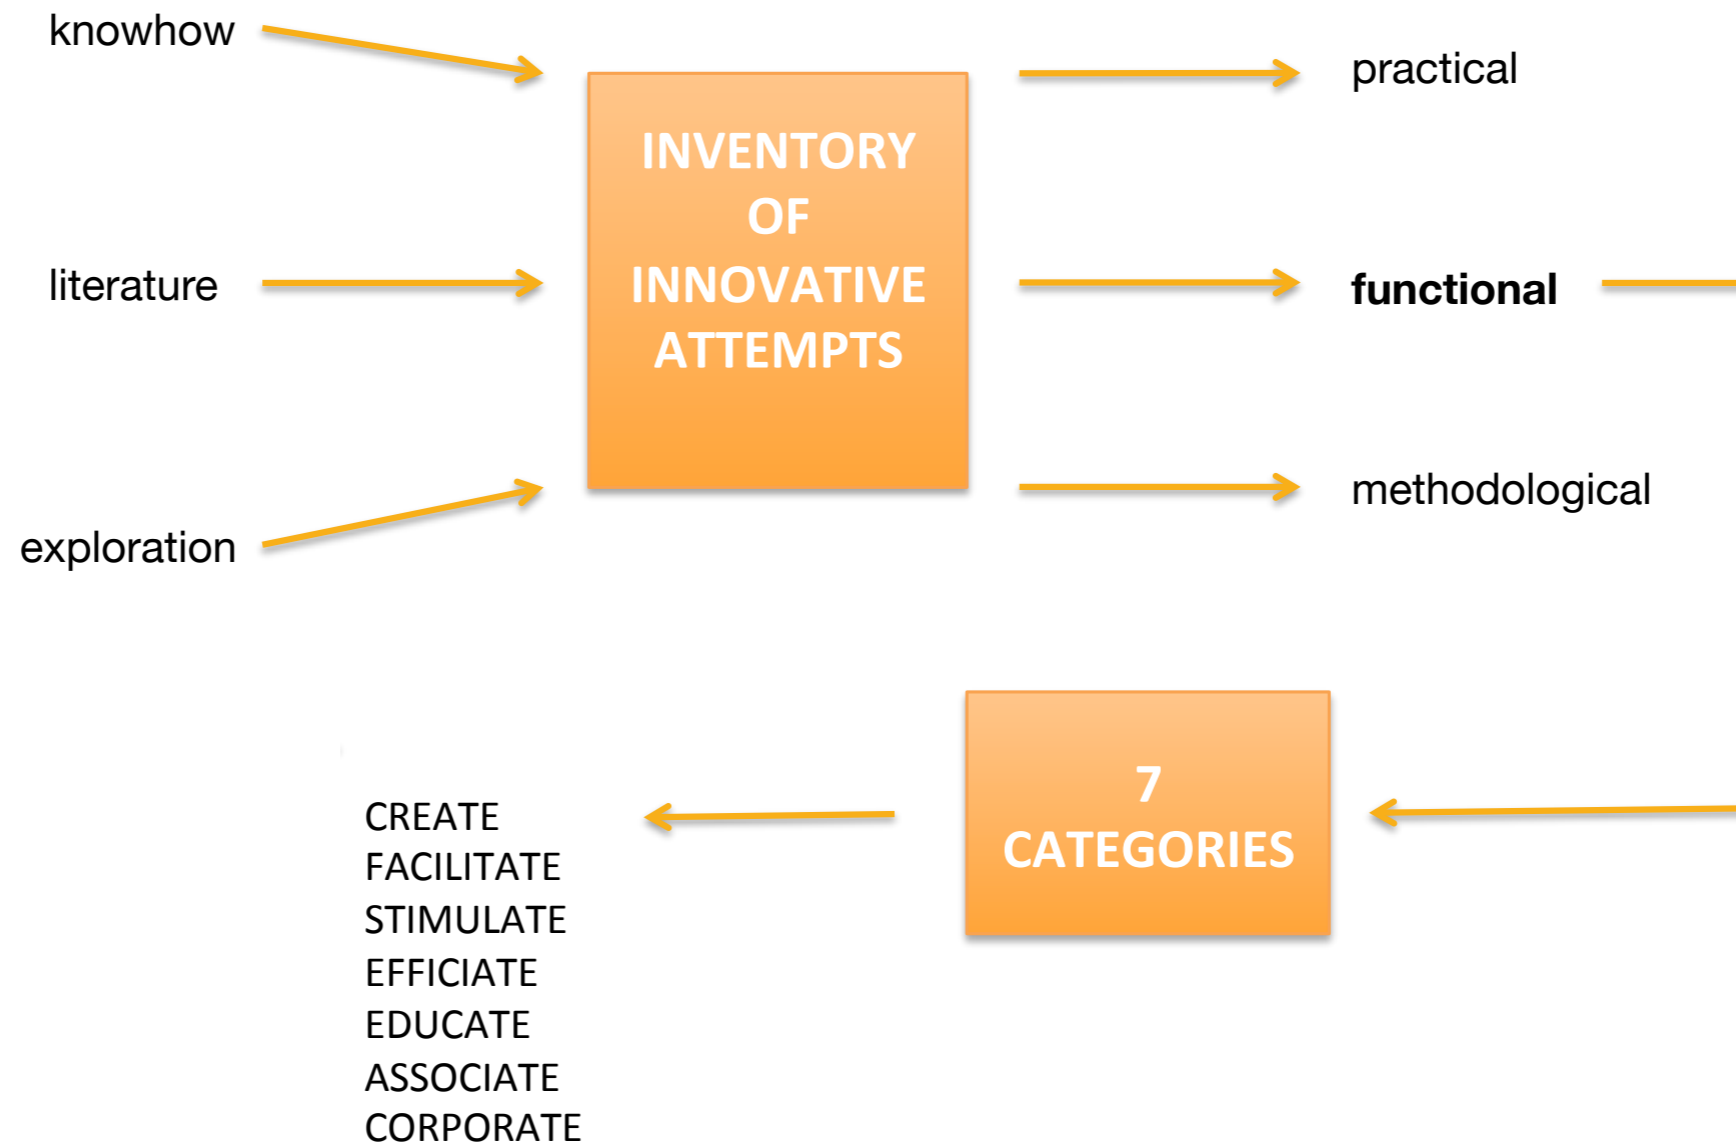 knowhow
practical
INVENTORY
OF
INNOVATIVE
ATTEMPTS
literature
functional
methodological
exploration
7
CATEGORIES
CREATE
FACILITATE
STIMULATE
EFFICIATE
EDUCATE
ASSOCIATE
CORPORATE